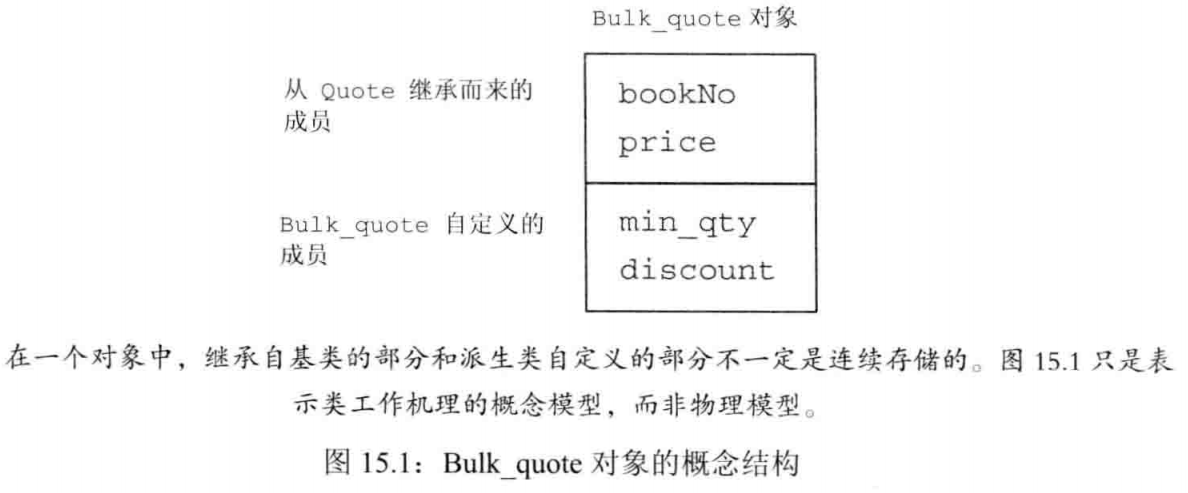 Bulk_quote 对象
从 Quote 继承而来的
成员
bookNo
price
Bulk_quote 自定义的
成员
min_qty
discount
在一个对象中，继承自基类的部分和派生类自定义的部分不一定是连续存储的。图 15.1 只是表
示类工作机理的概念模型，而非物理模型。
图 15.1：Bulk_quote 对象的概念结构